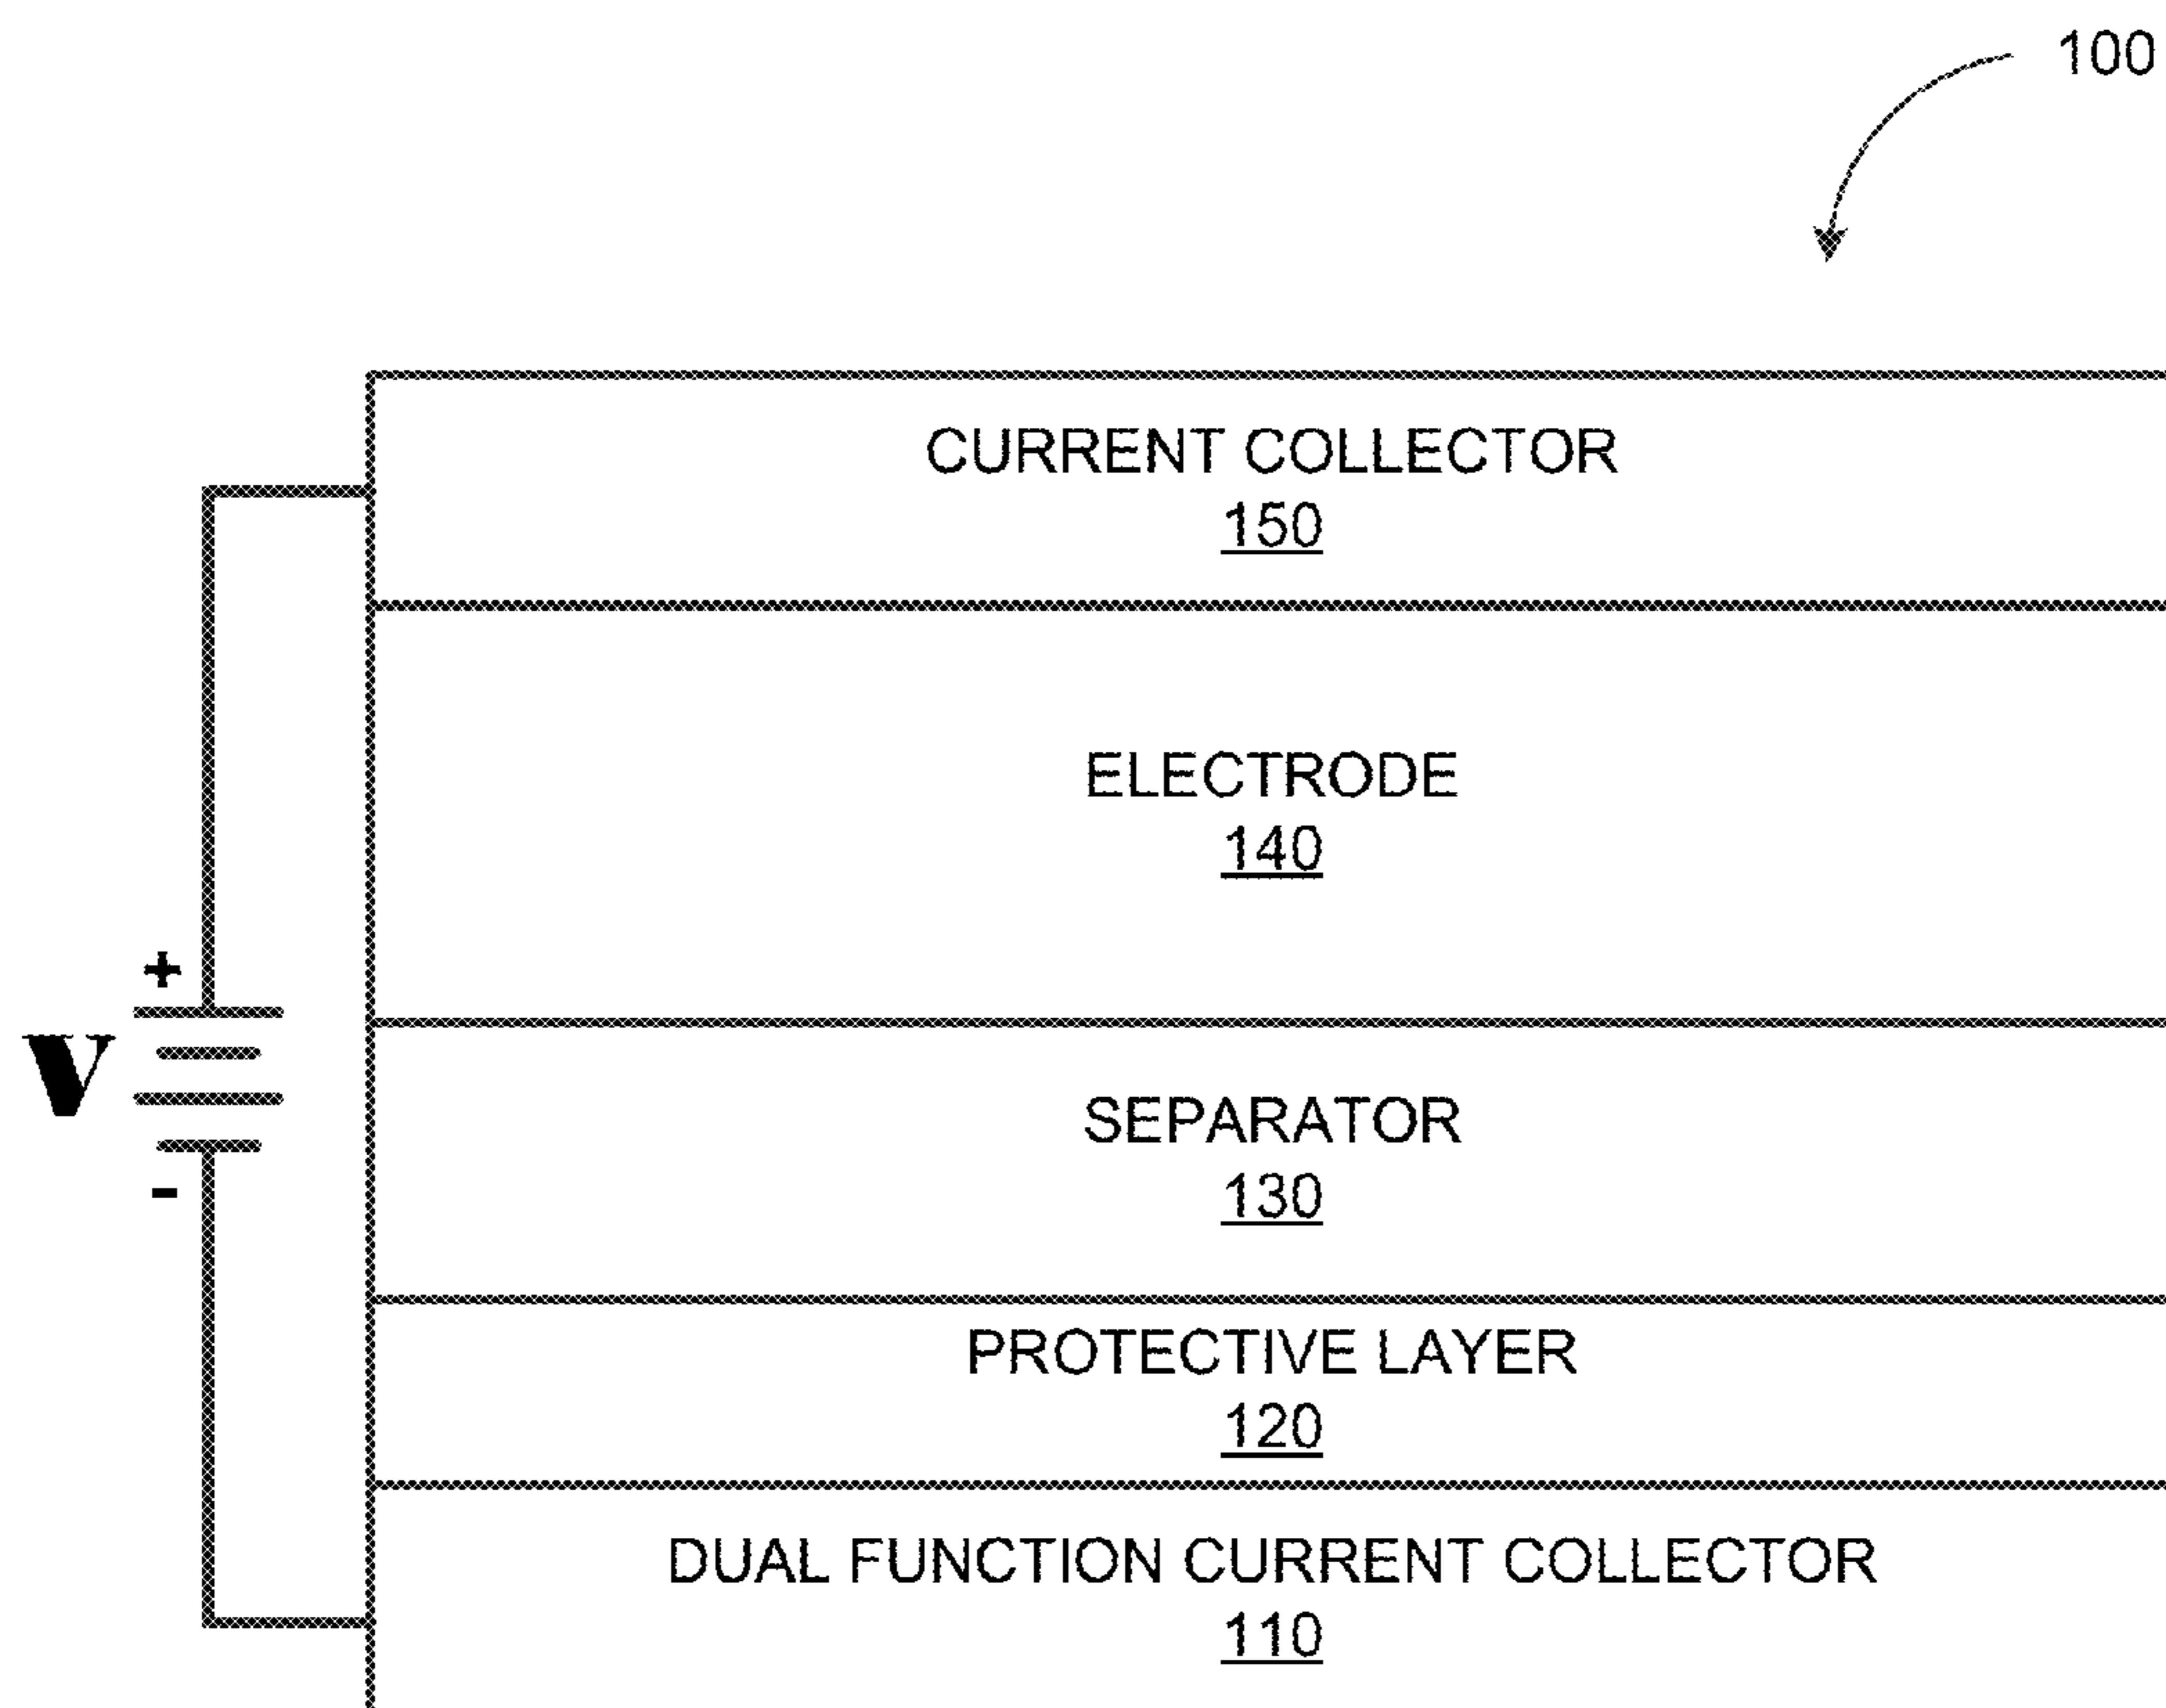 100
CURRENT COLLECTOR
150
ELECTRODE
140
+
V
SEPARATOR
130
-
PROTECTIVE LAYER
120
DUAL FUNCTION CURRENT COLLECTOR
110